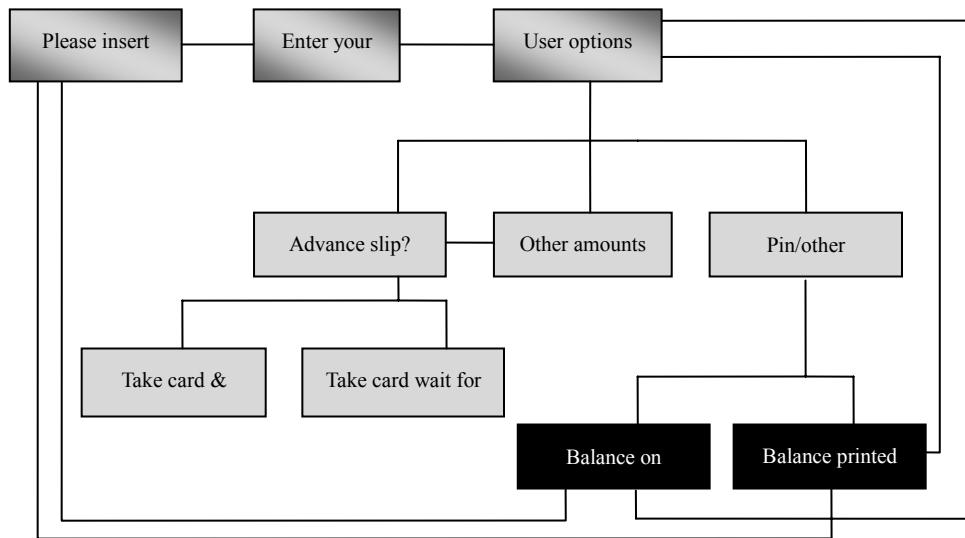 Please insert
Enter your
User options
Advance slip?
Other amounts
Pin/other
Take card &
Take card wait for
Balance on
Balance printed